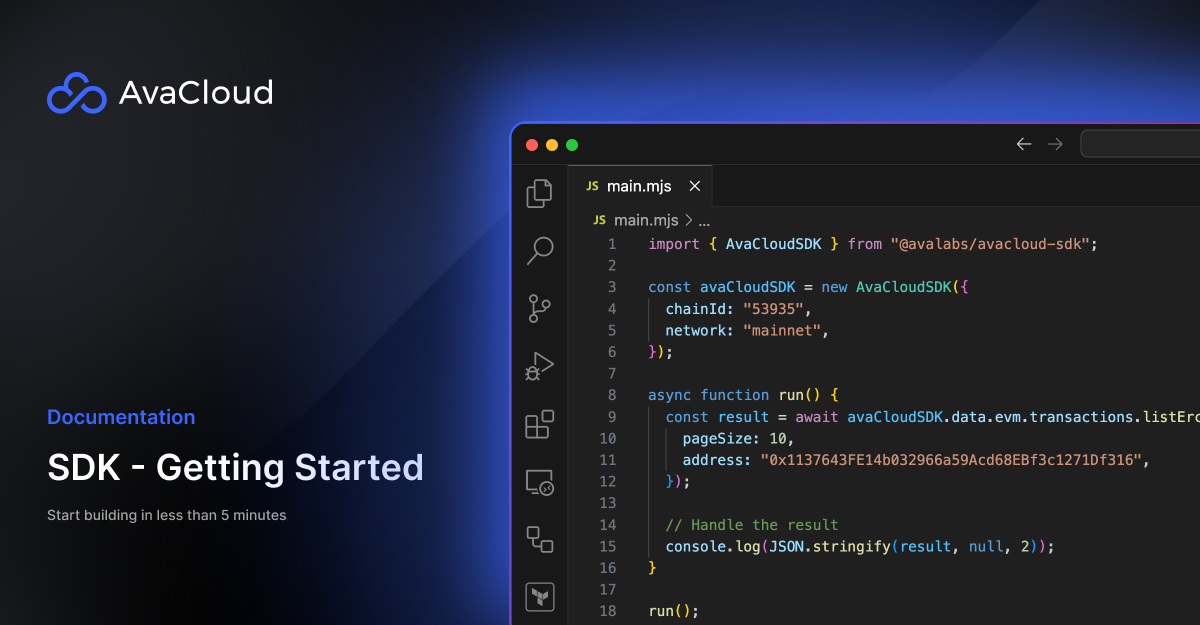 AvaCloud
Documentation
SDK - Getting Started
Start building in less than 5 minutes
JS main.mjs
JS main.mjs > ...
1 import { AvaCloudSDK } from "@avalabs/avacloud-sdk";
2
3 const avaCloudSDK = new AvaCloudSDK({
4 chainId: "53935",
5 network: "mainnet",
6 });
7
8 async function run() {
9 const result = await avaCloudSDK.data.evm.transactions.listErc
10 pageSize: 10,
11 address: "0x1137643FE14b032966a59Acd68EBf3c1271Df316",
12 });
13
14 // Handle the result
15 console.log(JSON.stringify(result, null, 2));
16 }
17
18 run();